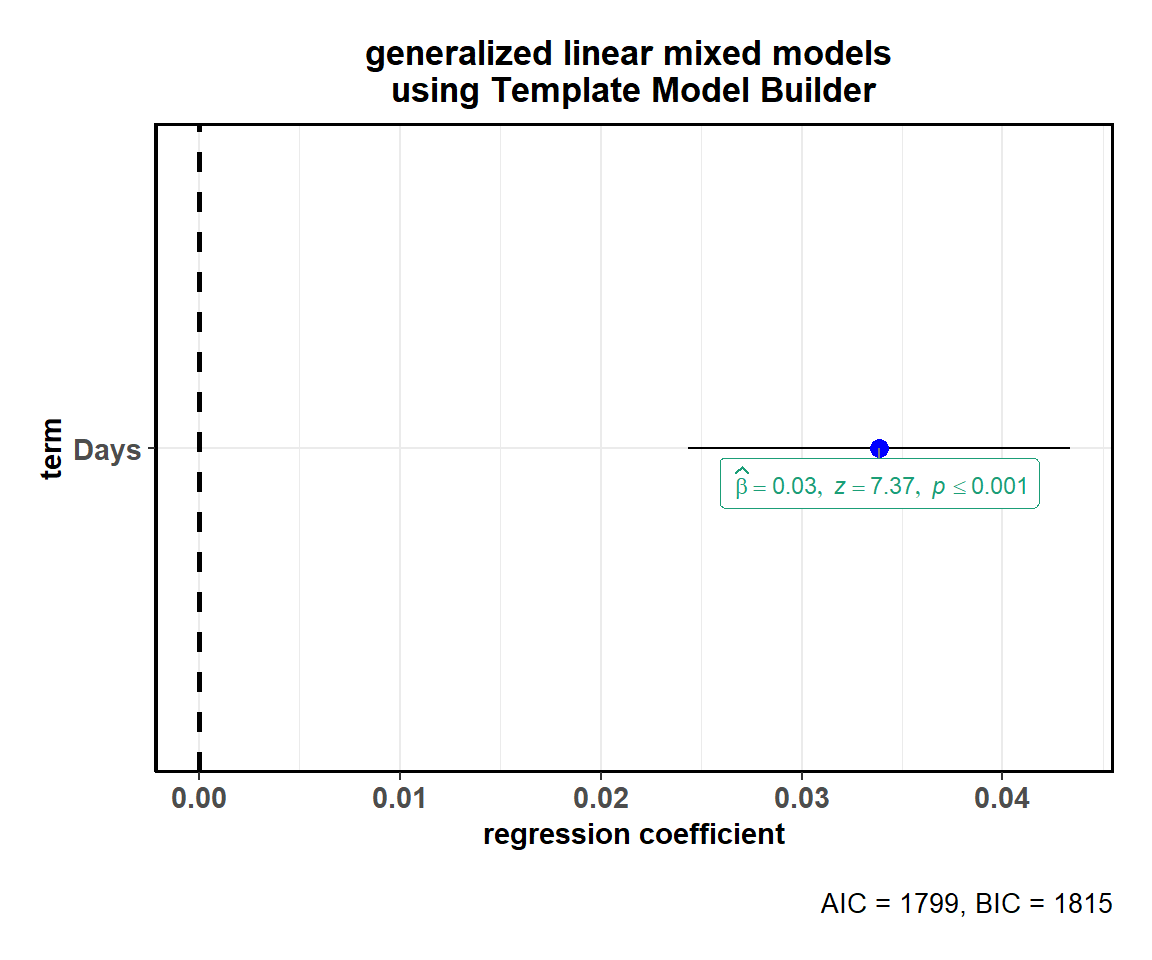 generalized linear mixed models
using Template Model Builder
term
Days
β̂ = 0.03, z = 7.37, p ≤ 0.001
0.00 0.01 0.02 0.03 0.04
regression coefficient
AIC = 1799, BIC = 1815